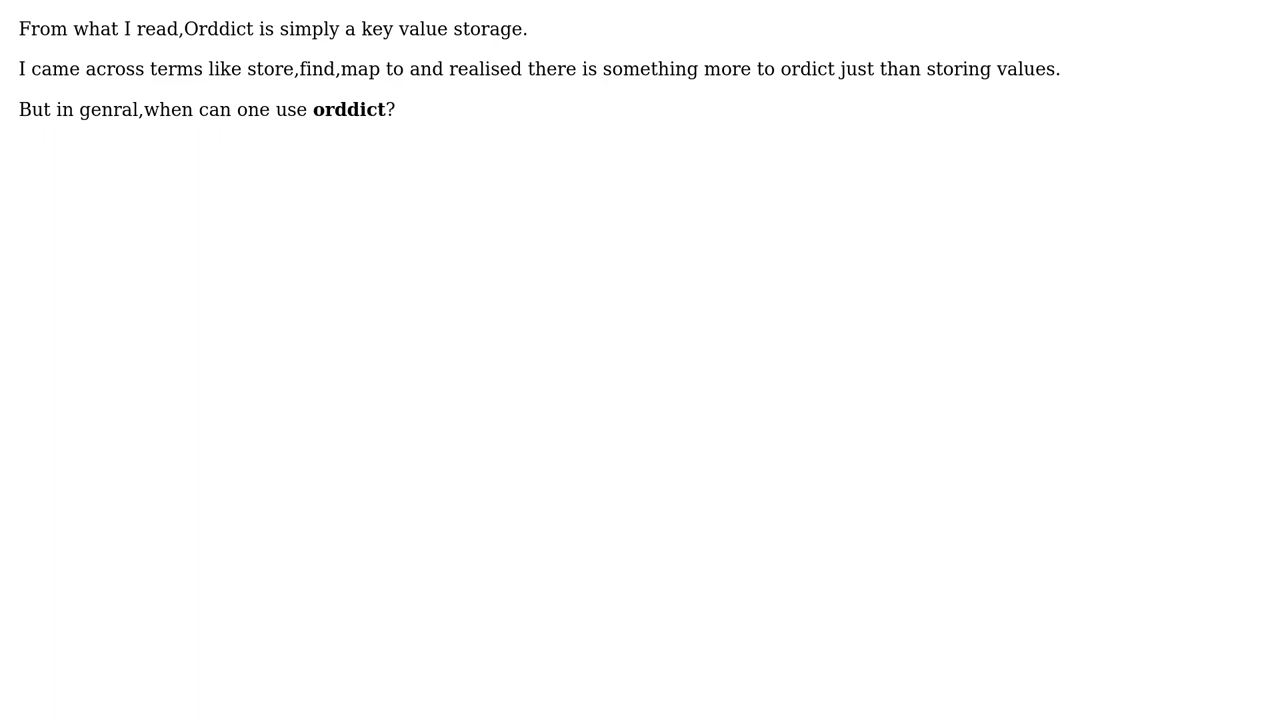 From what I read,Orddict is simply a key value storage.
I came across terms like store,find,map to and realised there is something more to ordict just than storing values.
But in genral,when can one use orddict?